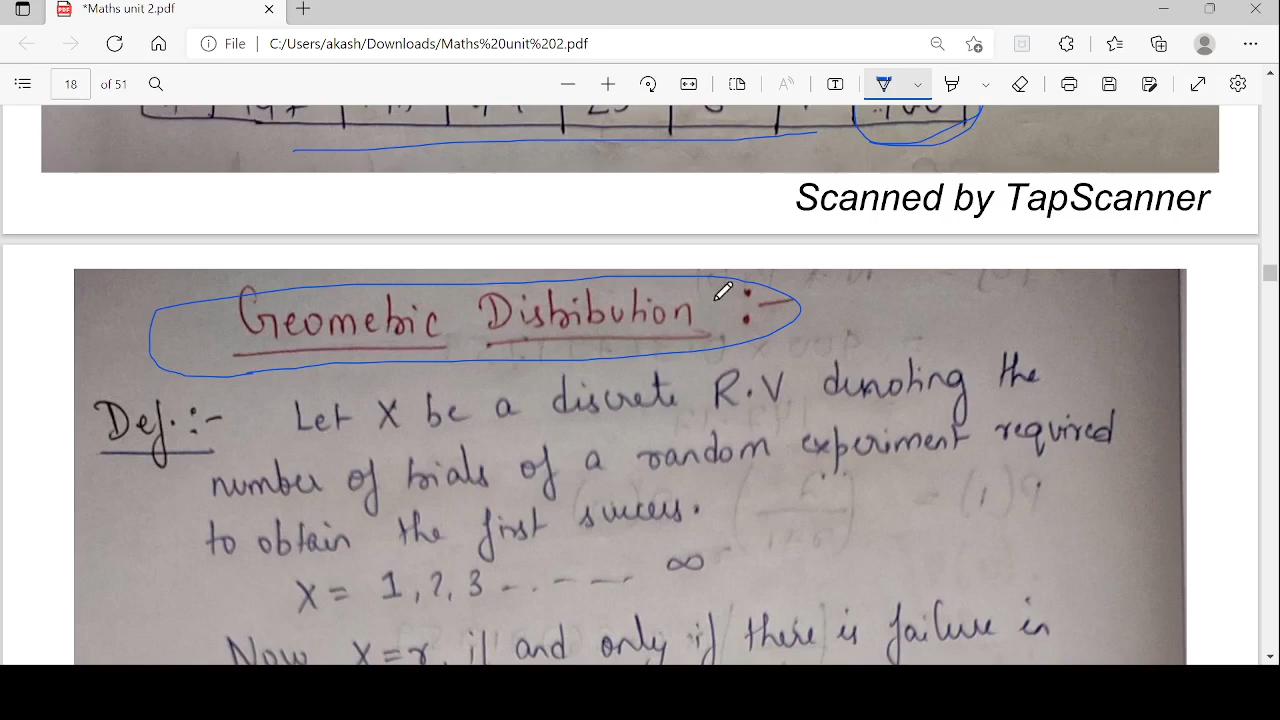 *Maths unit 2.pdf
File C:/Users/akash/Downloads/Maths%20unit%202.pdf
18 of 51
Scanned by TapScanner
Geometric Distribution :-
Def. :- Let X be a discrete R.V. denoting the
number of trials of a random experiment required
to obtain the first success.
X = 1, 2, 3 ------ ∞
Now X=r, if and only if there is failure in